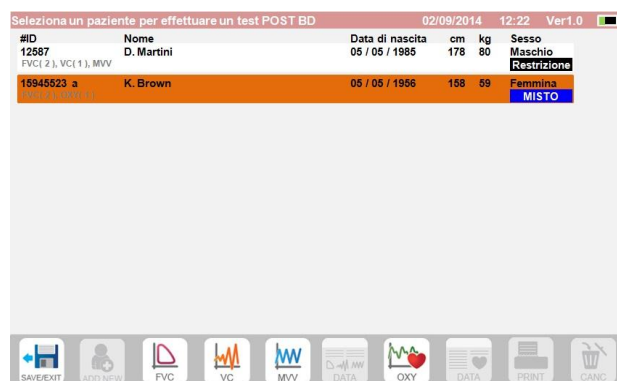 Seleziona un paziente per effettuare un test POST BD 02/09/2014 12:22 Ver1.0
#ID Nome Data di nascita cm kg Sesso
12587 D. Martini 05 / 05 / 1985 178 80 Maschio
FVC( 2 ), VC( 1 ), MVV Restrizione
15945523 a K. Brown 05 / 05 / 1956 158 59 Femmina
MISTO
SAVE/EXIT ADD NEW FVC VC MVV DATA OXY DATA PRINT CANC